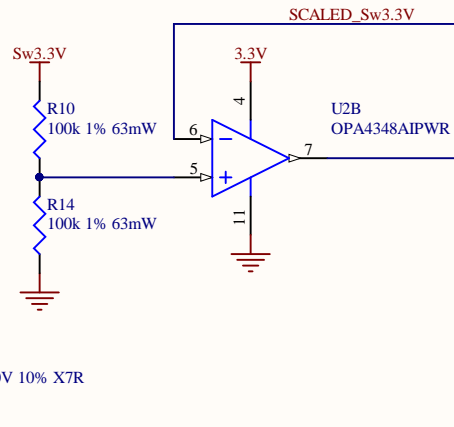 SCALED_Sw3.3V
Sw3.3V
3.3V
R10
100k 1% 63mW
4
U2B
OPA4348AIPWR
6
7
5
R14
100k 1% 63mW
11
V 10% X7R